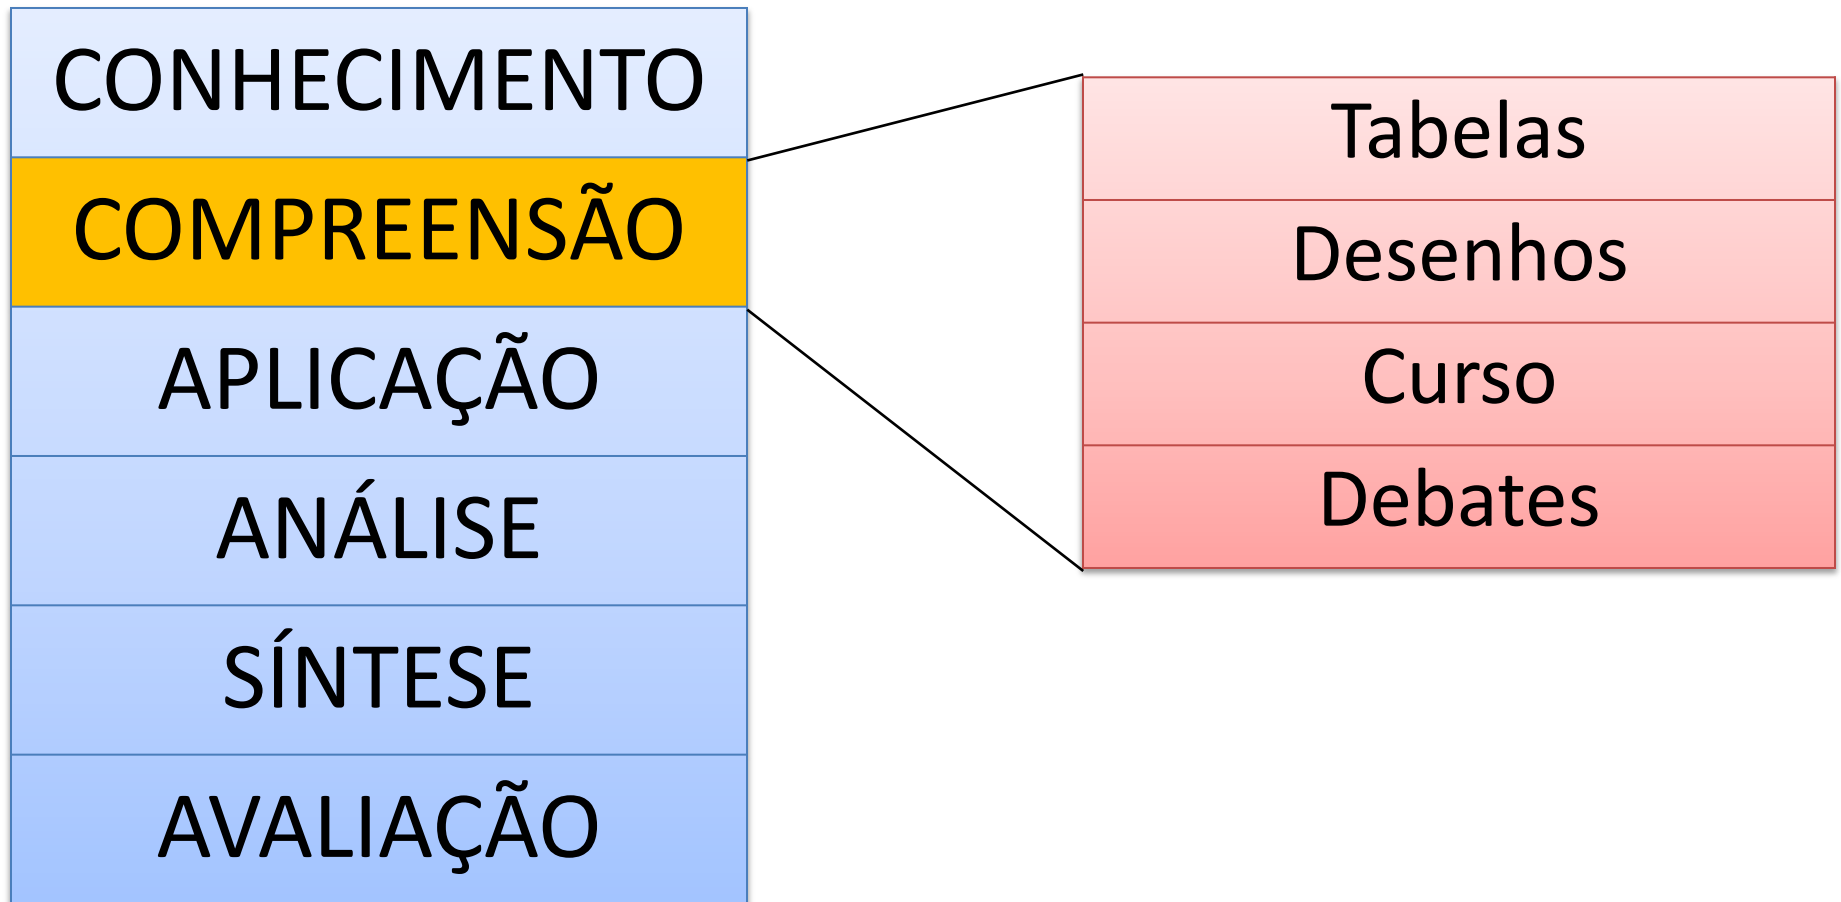 CONHECIMENTO
COMPREENSÃO
APLICAÇÃO
ANÁLISE
SÍNTESE
AVALIAÇÃO
Tabelas
Desenhos
Curso
Debates